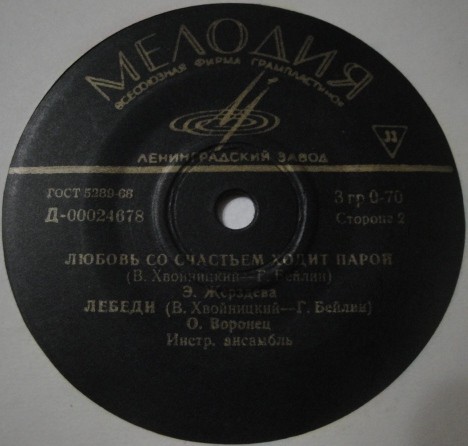 МЕЛОДИЯ
ВСЕСОЮЗНАЯ ФИРМА ГРАМПЛАСТИНОК
33
ЛЕНИНГРАДСКИЙ ЗАВОД
ГОСТ 5289-68
3 гр 0-70
Д-00024678
Сторона 2
ЛЮБОВЬ СО СЧАСТЬЕМ ХОДИТ ПАРОЙ
(В. Хвойницкий—Г. Бейлин)
Э. Жерздева
ЛЕБЕДИ (В. Хвойницкий—Г. Бейлин)
О. Воронец
Инстр. ансамбль